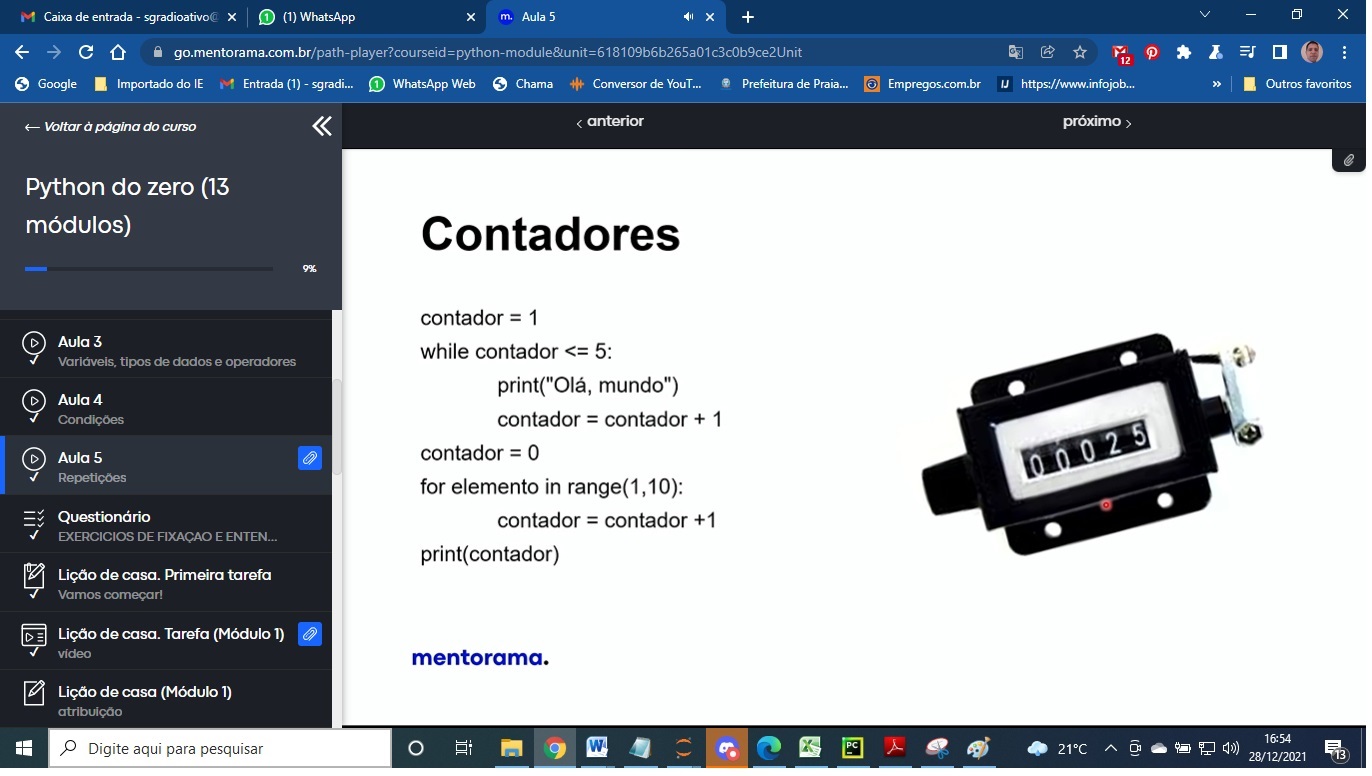 Caixa de entrada - sgradioativo@
(1) WhatsApp
Aula 5
go.mentorama.com.br/path-player?courseid=python-module&unit=618109b6b265a01c3c0b9ce2Unit
12
Google
Importado do IE
Entrada (1) - sgradi...
WhatsApp Web
Chama
Conversor de YouT...
Prefeitura de Praia...
Empregos.com.br
https://www.infojob...
»
Outros favoritos
← Voltar à página do curso
Python do zero (13
módulos)
9%
Aula 3
Variáveis, tipos de dados e operadores
Aula 4
Condições
Aula 5
Repetições
Questionário
EXERCICIOS DE FIXAÇAO E ENTEN...
Lição de casa. Primeira tarefa
Vamos começar!
Lição de casa. Tarefa (Módulo 1)
vídeo
Lição de casa (Módulo 1)
atribuição
‹ anterior
próximo ›
Contadores
contador = 1
while contador <= 5:
print("Olá, mundo")
contador = contador + 1
contador = 0
for elemento in range(1,10):
contador = contador +1
print(contador)
00025
mentorama.
Digite aqui para pesquisar
21°C
16:54
28/12/2021
13